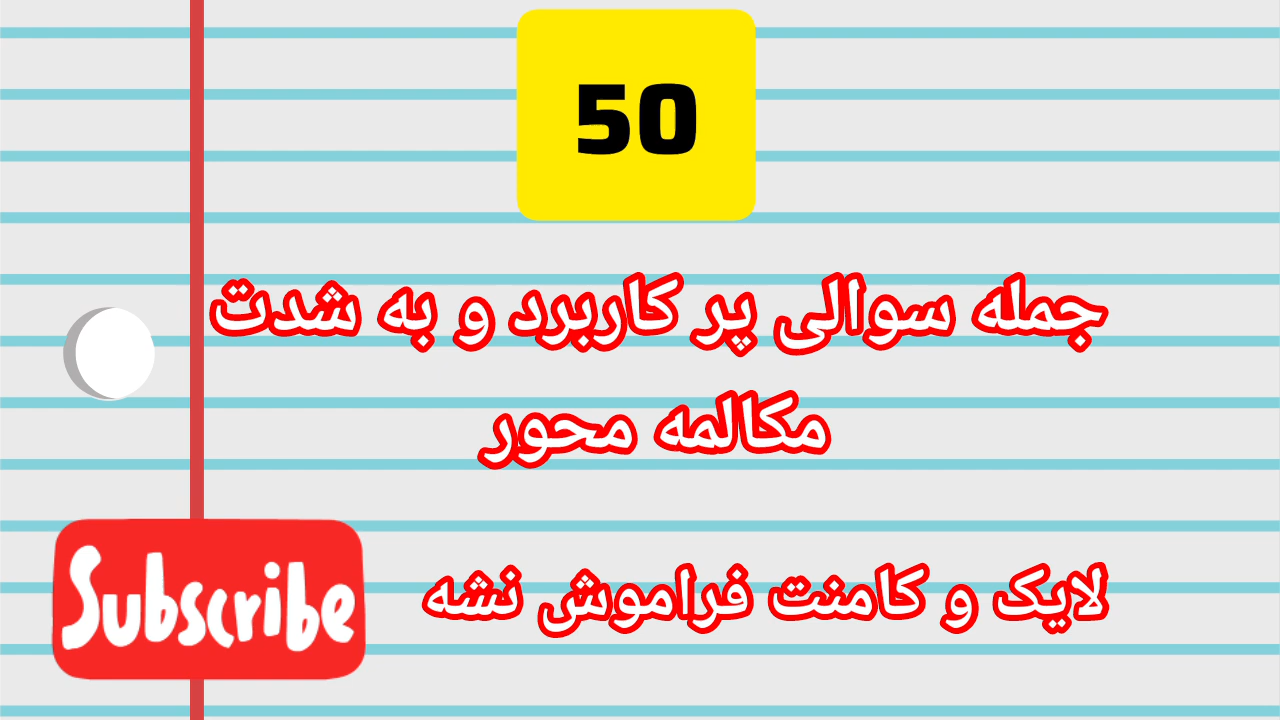 50
جمله سوالی پر کاربرد و به شدت
مکالمه محور
لایک و کامنت فراموش نشه
Subscribe